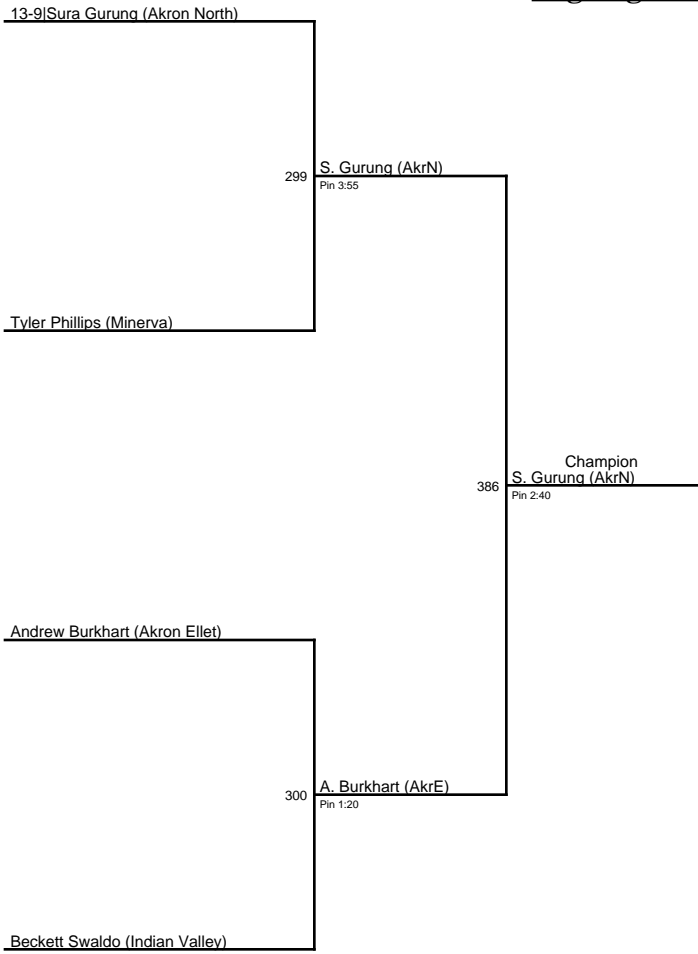 13-9|Sura Gurung (Akron North)
299
S. Gurung (AkrN)
Pin 3:55
Tyler Phillips (Minerva)
386
Champion
S. Gurung (AkrN)
Pin 2:40
Andrew Burkhart (Akron Ellet)
300
A. Burkhart (AkrE)
Pin 1:20
Beckett Swaldo (Indian Valley)